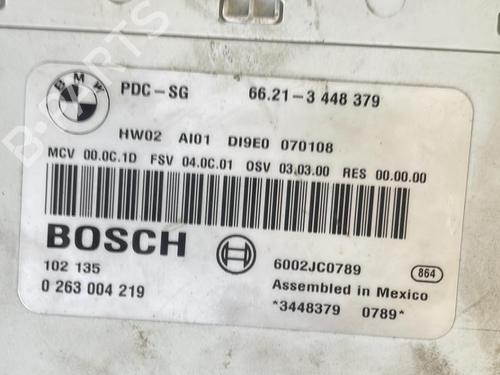 B-PARTS
BMW
PDC-SG 66.21-3 448 379
HW02 AI01 DI9E0 070108
MCV 00.0C.1D FSV 04.0C.01 OSV 03.03.00 RES 00.00.00
BOSCH
102 135 6002JC0789 864
0 263 004 219 Assembled in Mexico
*3448379 0789*